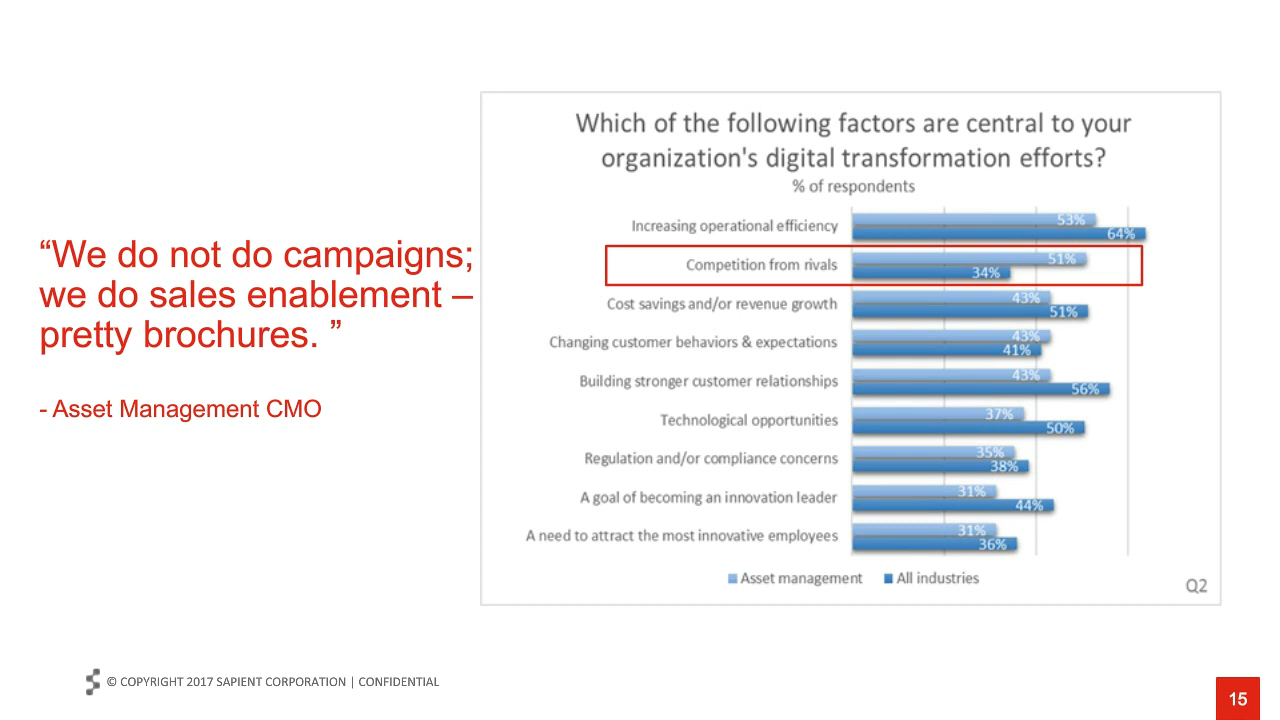 “We do not do campaigns;
we do sales enablement –
pretty brochures. ”
- Asset Management CMO
Which of the following factors are central to your
organization's digital transformation efforts?
% of respondents
Increasing operational efficiency
53%
64%
Competition from rivals
51%
34%
Cost savings and/or revenue growth
43%
51%
Changing customer behaviors & expectations
43%
41%
Building stronger customer relationships
43%
56%
Technological opportunities
37%
50%
Regulation and/or compliance concerns
35%
38%
A goal of becoming an innovation leader
31%
44%
A need to attract the most innovative employees
31%
36%
Asset management All industries
Q2
© COPYRIGHT 2017 SAPIENT CORPORATION | CONFIDENTIAL
15